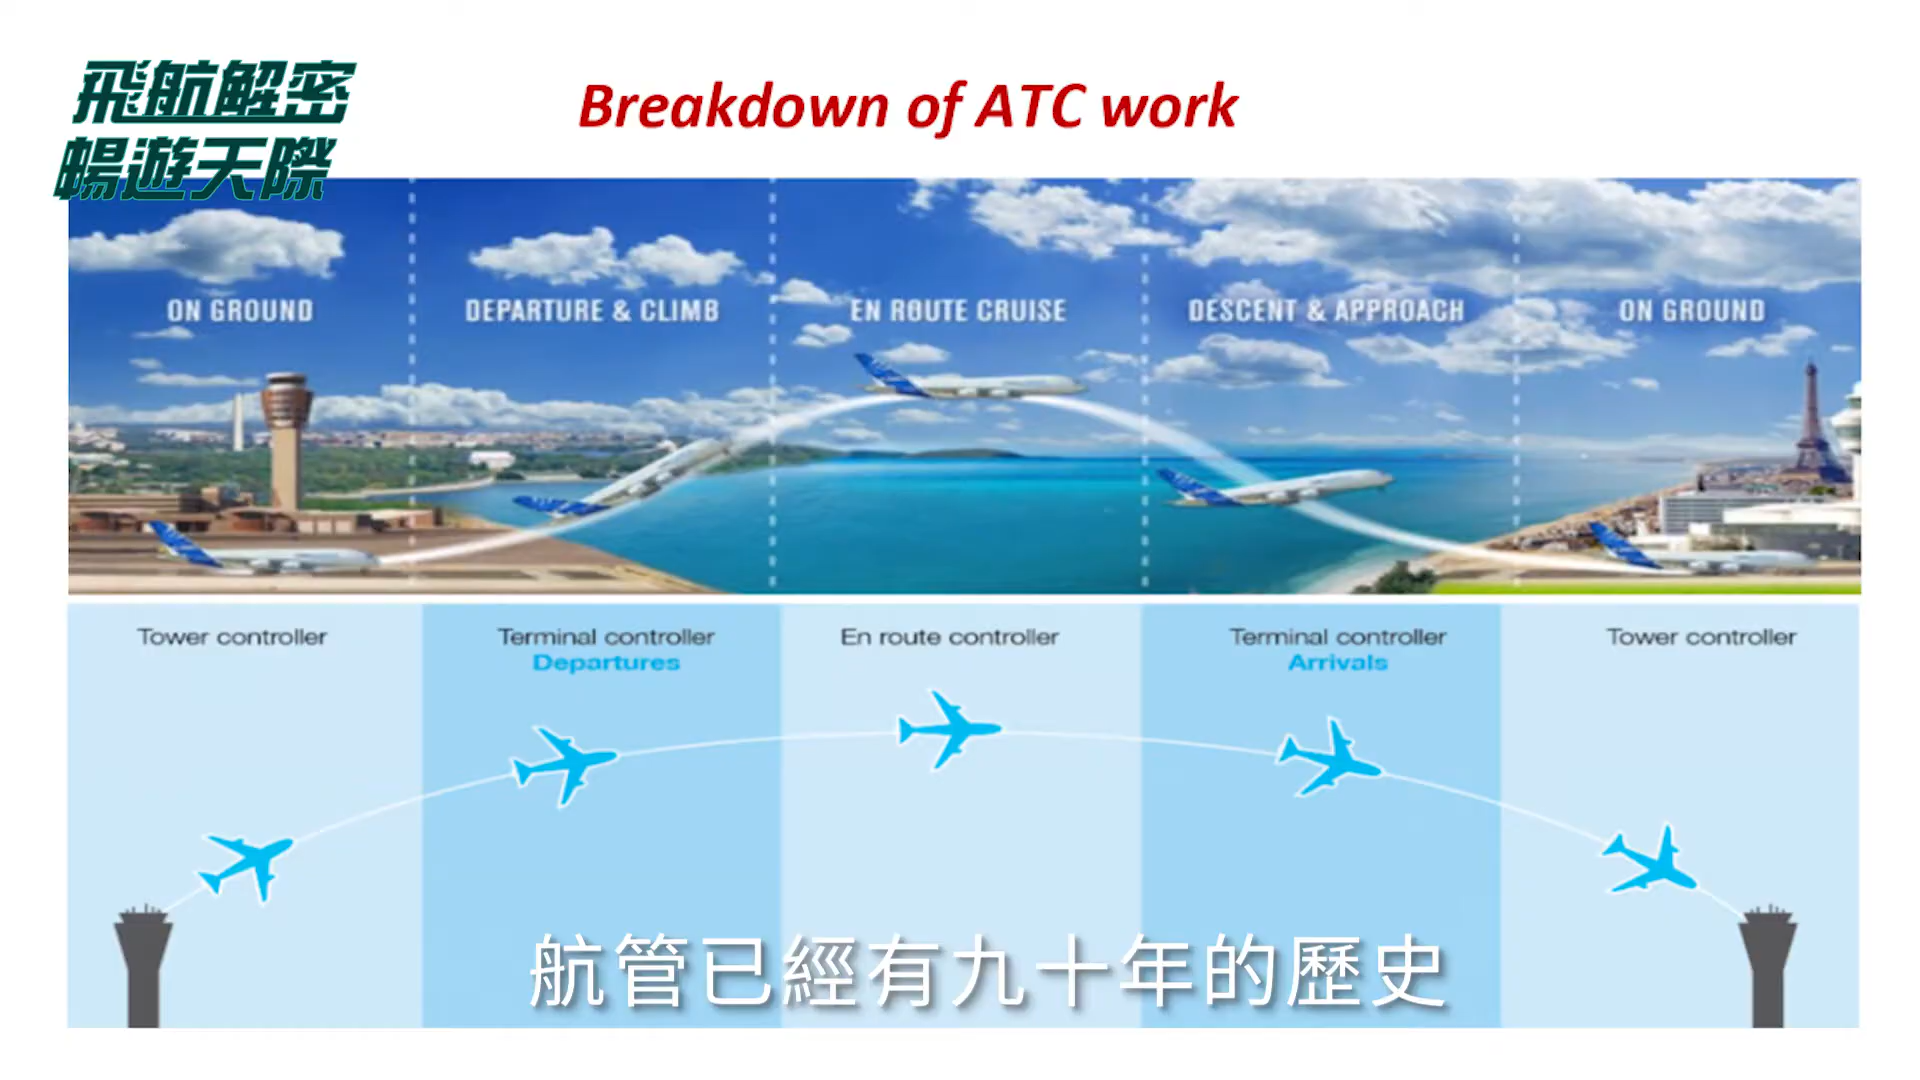 飛航解密
暢遊天際
Breakdown of ATC work
ON GROUND
DEPARTURE & CLIMB
EN ROUTE CRUISE
DESCENT & APPROACH
ON GROUND
Tower controller
Terminal controller
Departures
En route controller
Terminal controller
Arrivals
Tower controller
航管已經有九十年的歷史